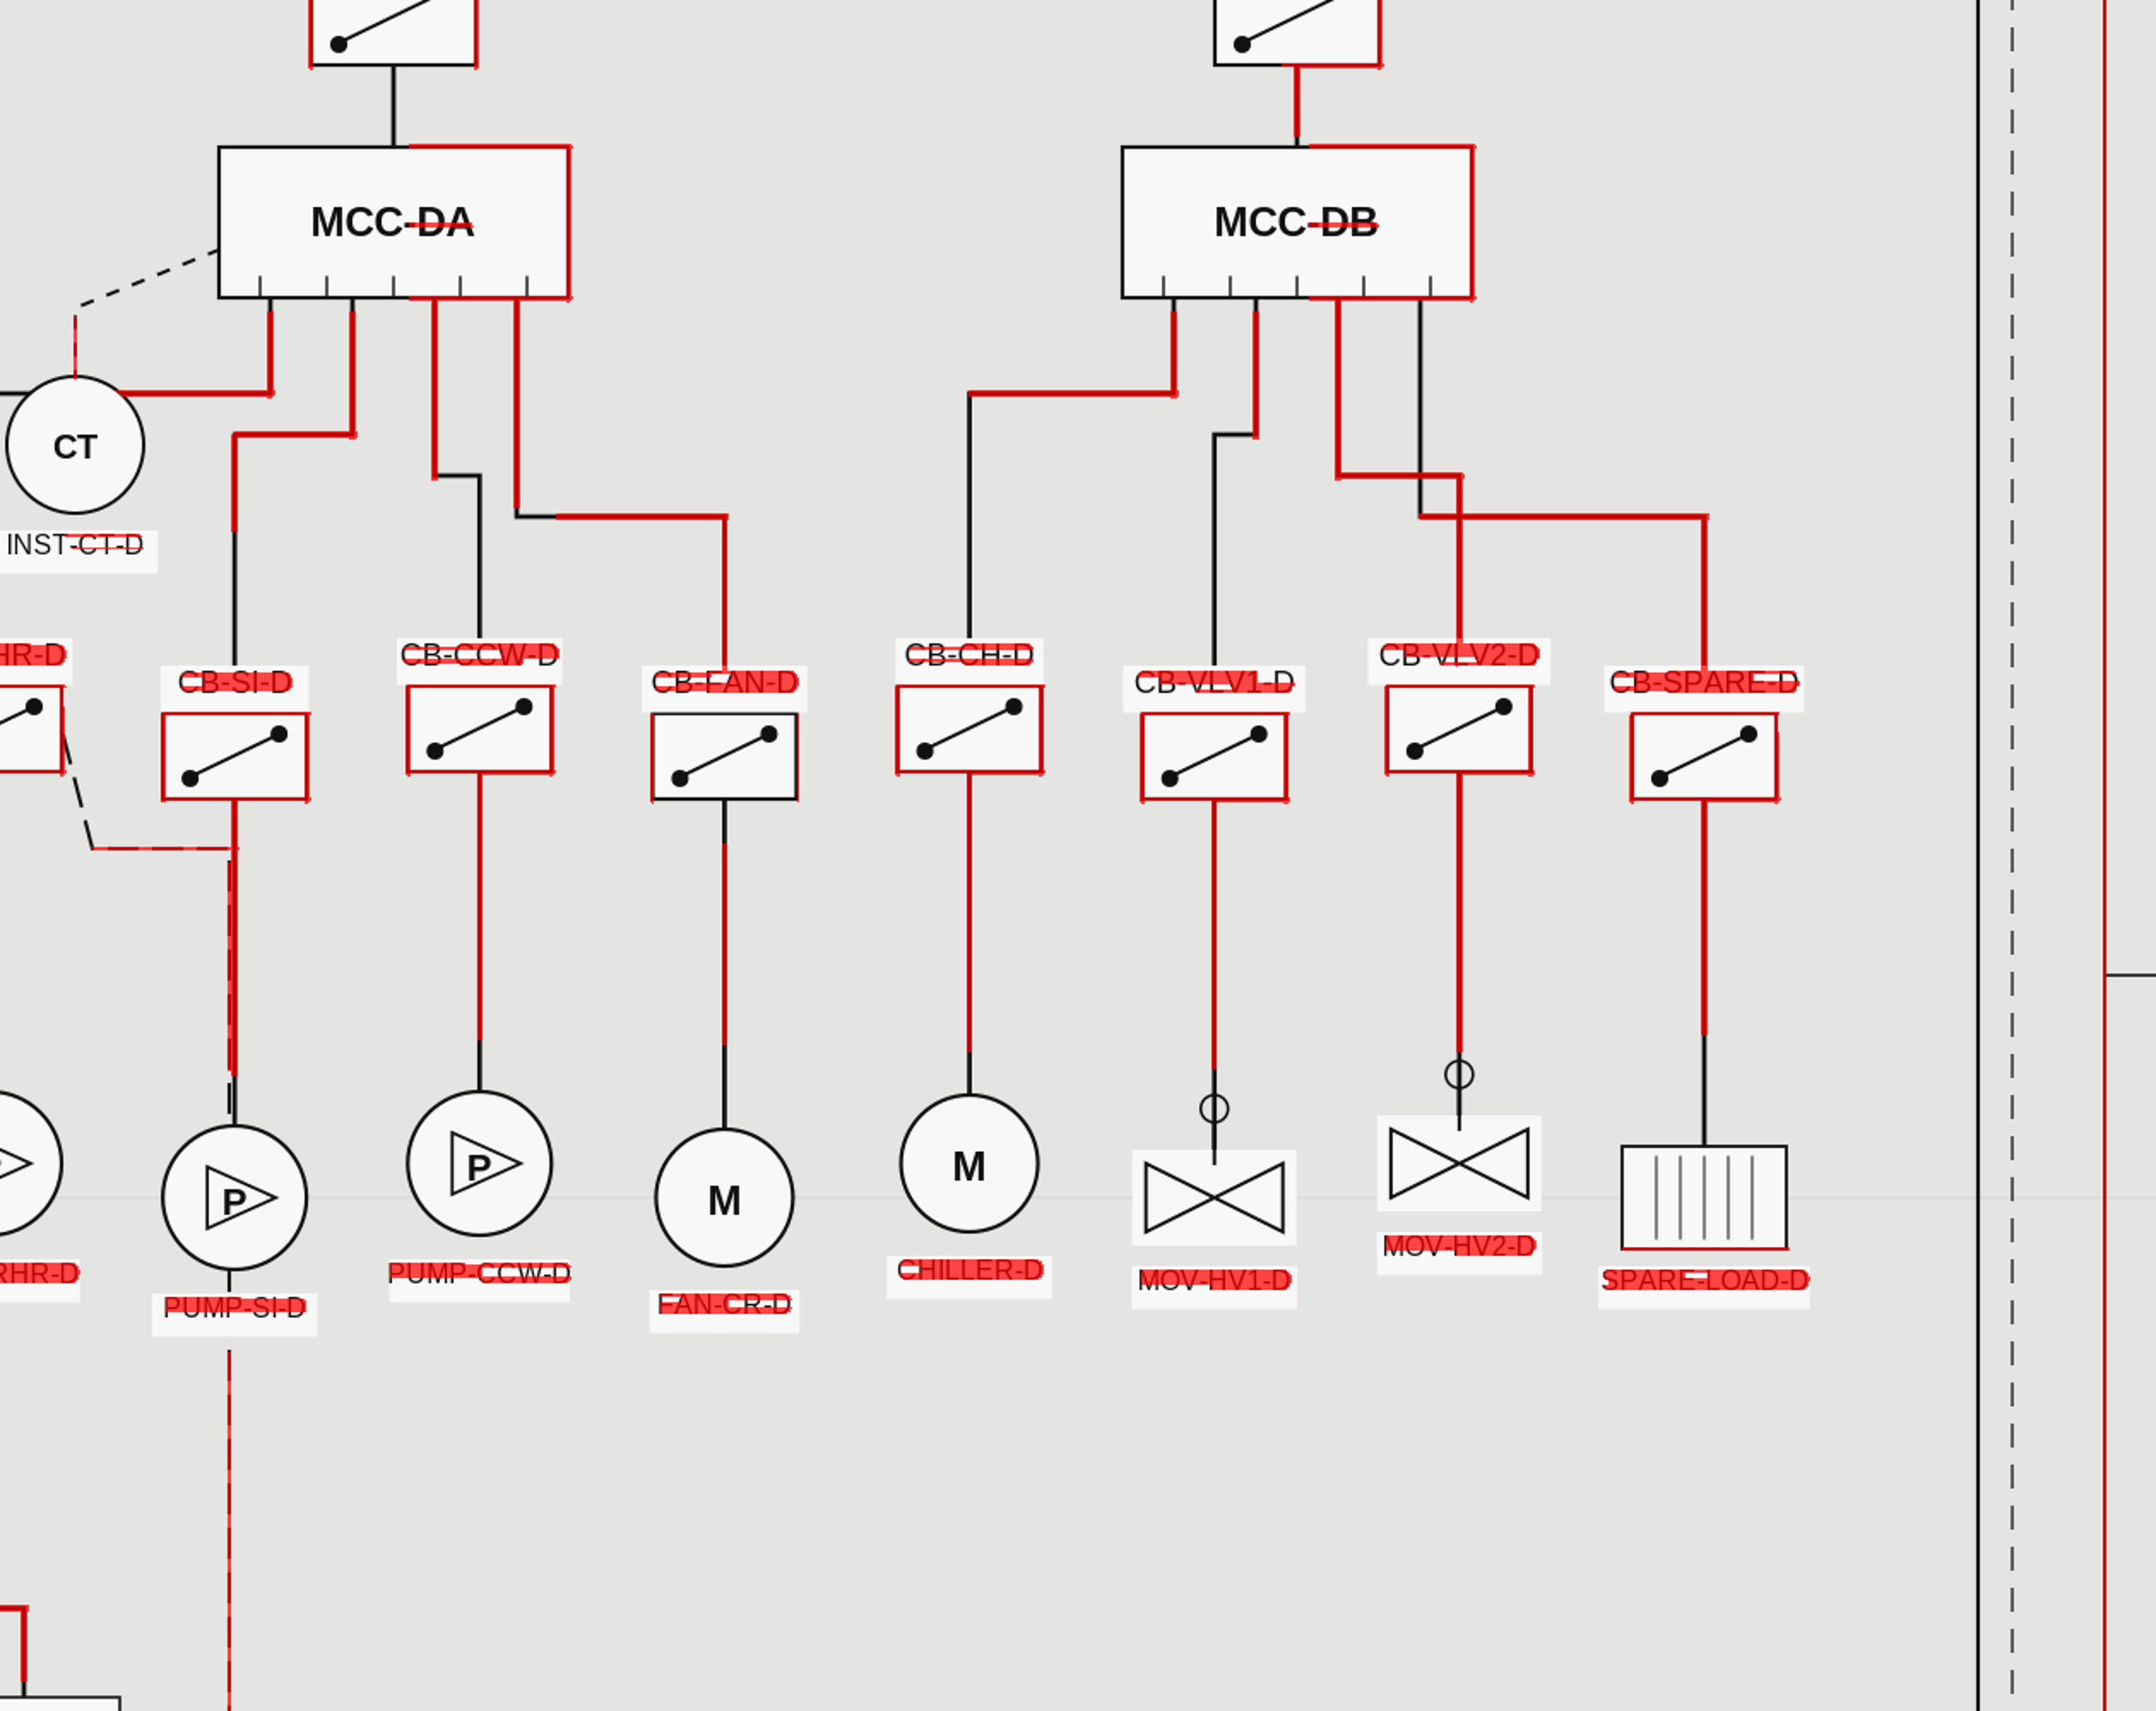 MCC-DA
MCC-DB
CT
INST-CT-D
HR-D
CB-SI-D
CB-CCW-D
CB-FAN-D
CB-CH-D
CB-VLV1-D
CB-VLV2-D
CB-SPARE-D
P
P
M
M
RHR-D
PUMP-SI-D
PUMP-CCW-D
FAN-CR-D
CHILLER-D
MOV-HV1-D
MOV-HV2-D
SPARE-LOAD-D